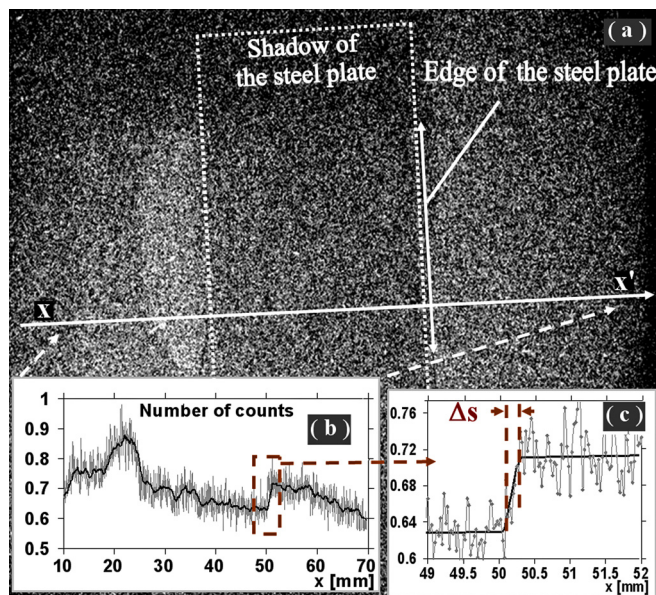 ( a )
Shadow of
the steel plate
Edge of the steel plate
x
x'
Number of counts
( b )
1
0.9
0.8
0.7
0.6
0.5
10 20 30 40 50 60 70
x [mm]
Δs
( c )
0.76
0.72
0.68
0.64
0.6
49 49.5 50 50.5 51 51.5 52
x [mm]